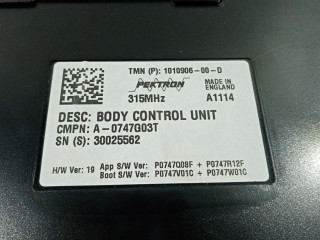 TMN (P): 1010906-00-D
PEKTRON
MADE IN
ENGLAND
315MHz
A1114
DESC: BODY CONTROL UNIT
CMPN: A-0747G03T
SN (S): 30025562
H/W Ver: 19 App S/W Ver: P0747Q08F + P0747R12F
Boot S/W Ver: P0747V01C + P0747W01C